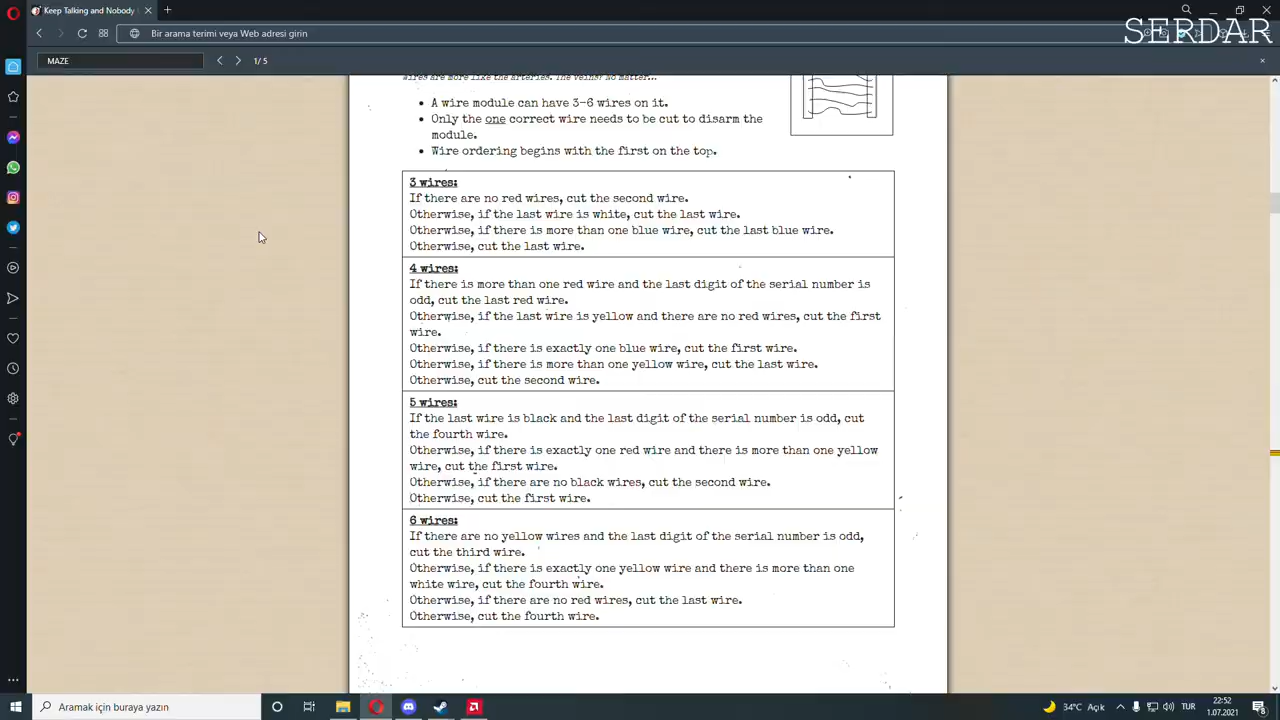 Keep Talking and Nobody
SERDAR
Bir arama terimi veya Web adresi girin
MAZE
1/5
Wires are more like the arteries. The veins? No matter...
• A wire module can have 3-6 wires on it.
• Only the one correct wire needs to be cut to disarm the
module.
• Wire ordering begins with the first on the top.
3 wires:
If there are no red wires, cut the second wire.
Otherwise, if the last wire is white, cut the last wire.
Otherwise, if there is more than one blue wire, cut the last blue wire.
Otherwise, cut the last wire.
4 wires:
If there is more than one red wire and the last digit of the serial number is
odd, cut the last red wire.
Otherwise, if the last wire is yellow and there are no red wires, cut the first
wire.
Otherwise, if there is exactly one blue wire, cut the first wire.
Otherwise, if there is more than one yellow wire, cut the last wire.
Otherwise, cut the second wire.
5 wires:
If the last wire is black and the last digit of the serial number is odd, cut
the fourth wire.
Otherwise, if there is exactly one red wire and there is more than one yellow
wire, cut the first wire.
Otherwise, if there are no black wires, cut the second wire.
Otherwise, cut the first wire.
6 wires:
If there are no yellow wires and the last digit of the serial number is odd,
cut the third wire.
Otherwise, if there is exactly one yellow wire and there is more than one
white wire, cut the fourth wire.
Otherwise, if there are no red wires, cut the last wire.
Otherwise, cut the fourth wire.
Aramak için buraya yazın
34°C Açık
TUR
22:52
1.07.2021
8